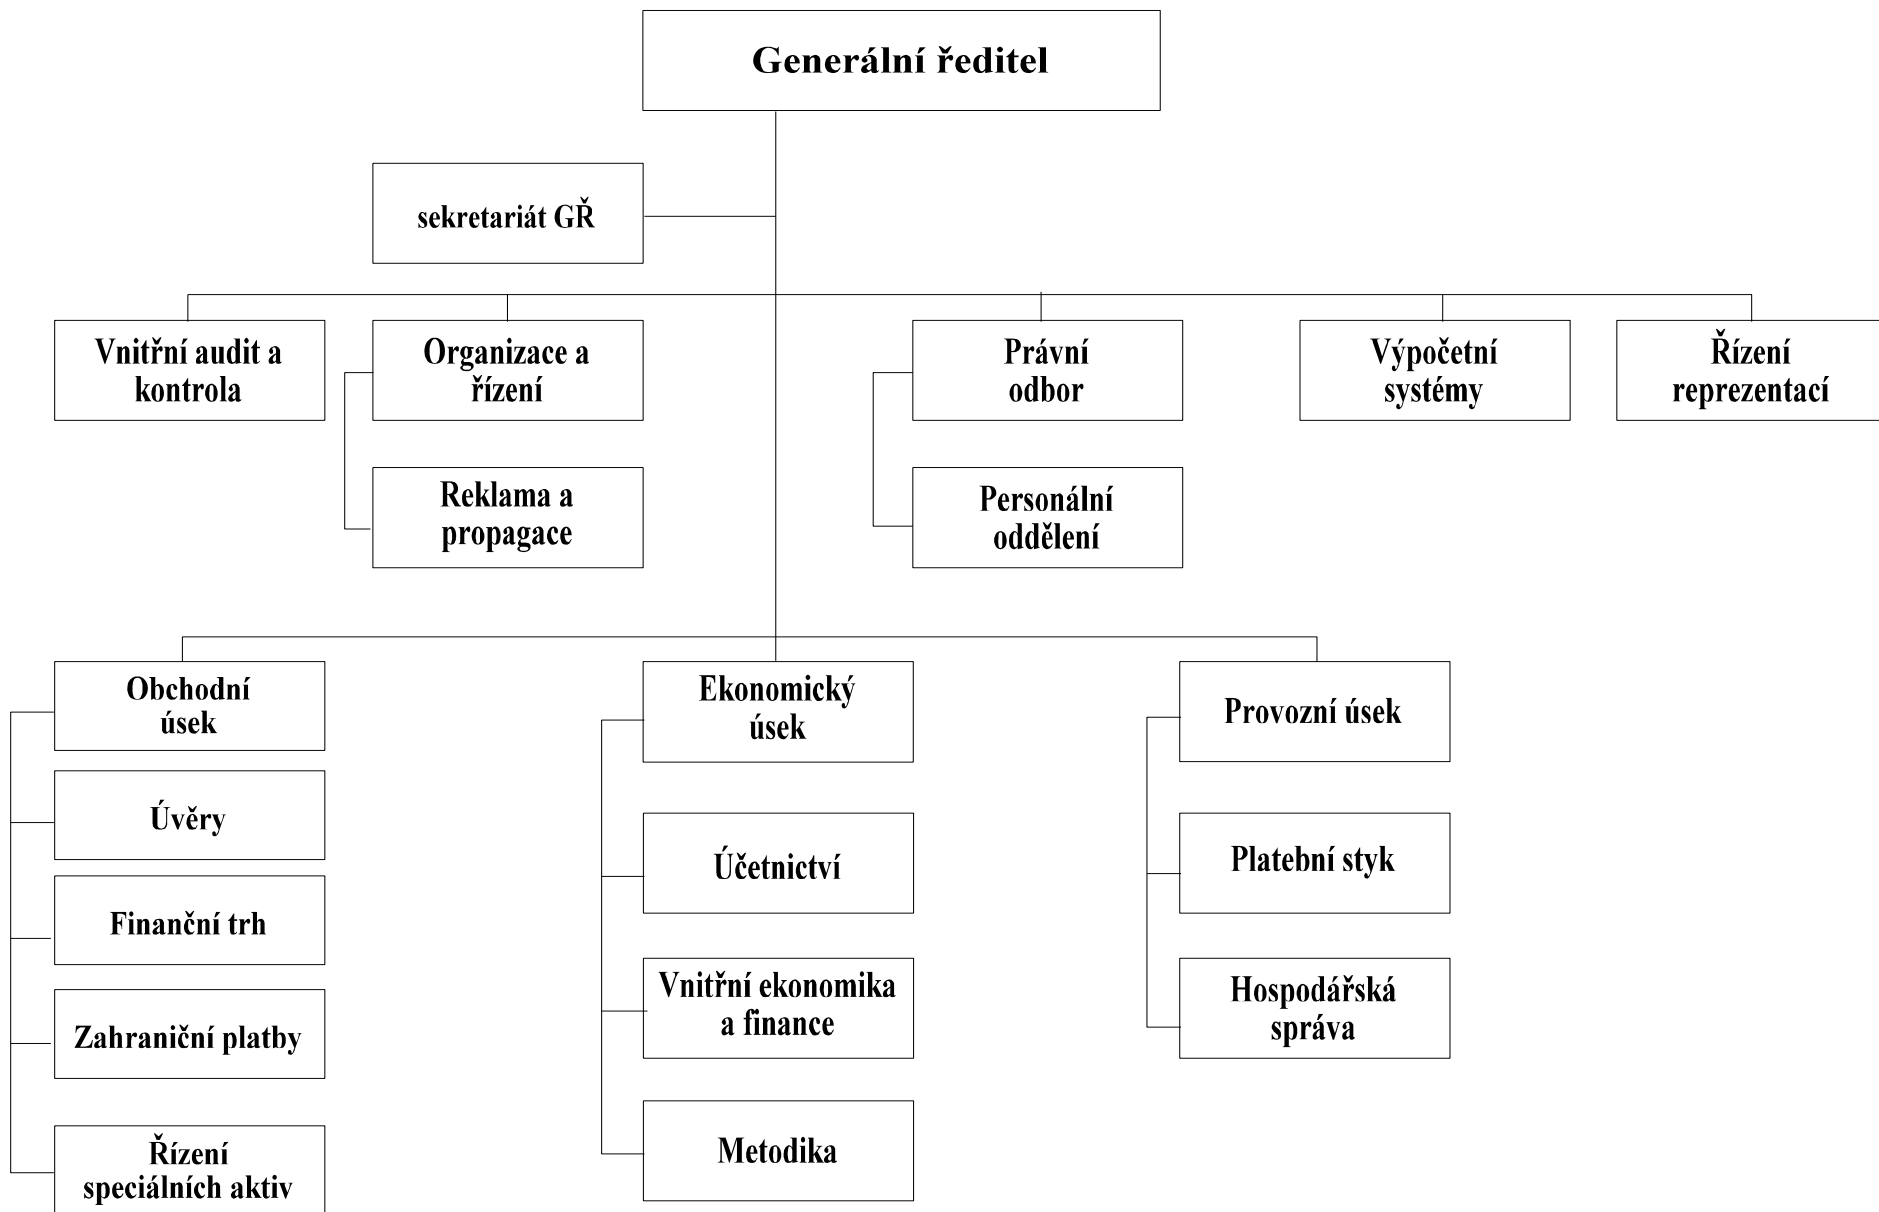 Generální ředitel
sekretariát GŘ
Vnitřní audit a
kontrola
Organizace a
řízení
Právní
odbor
Výpočetní
systémy
Řízení
reprezentací
Reklama a
propagace
Personální
oddělení
Obchodní
úsek
Ekonomický
úsek
Provozní úsek
Úvěry
Účetnictví
Platební styk
Finanční trh
Vnitřní ekonomika
a finance
Hospodářská
správa
Zahraniční platby
Metodika
Řízení
speciálních aktiv